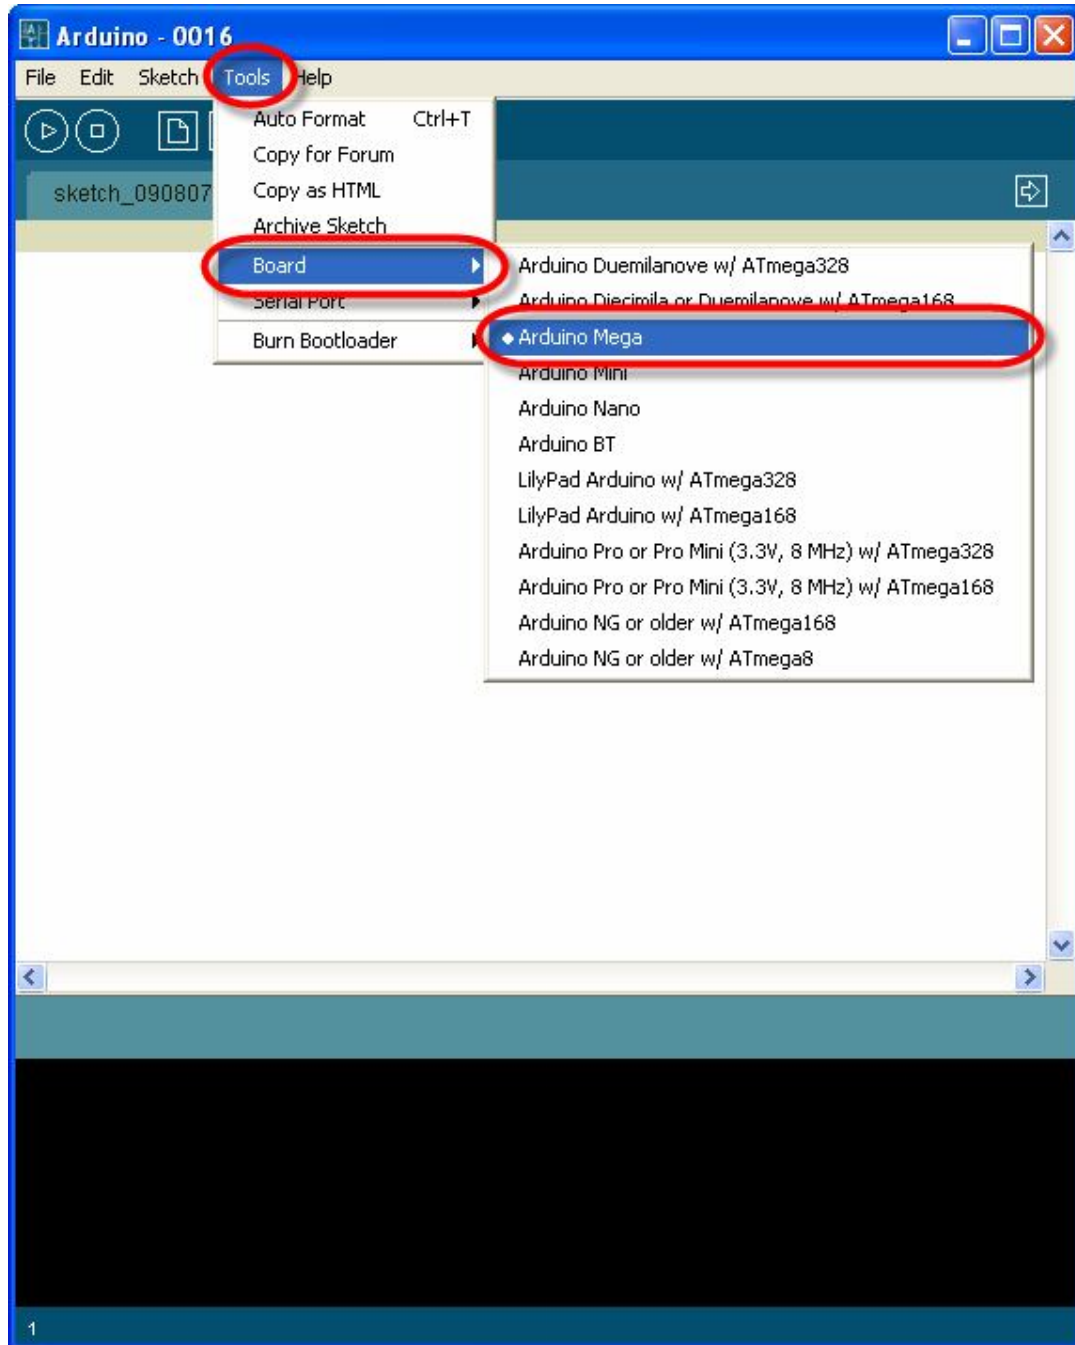 Arduino - 0016
File Edit Sketch Tools Help
Auto Format Ctrl+T
Copy for Forum
Copy as HTML
sketch_090807
Archive Sketch
Board
Serial Port
Burn Bootloader
Arduino Duemilanove w/ ATmega328
Arduino Diecimila or Duemilanove w/ ATmega168
Arduino Mega
Arduino Mini
Arduino Nano
Arduino BT
LilyPad Arduino w/ ATmega328
LilyPad Arduino w/ ATmega168
Arduino Pro or Pro Mini (3.3V, 8 MHz) w/ ATmega328
Arduino Pro or Pro Mini (3.3V, 8 MHz) w/ ATmega168
Arduino NG or older w/ ATmega168
Arduino NG or older w/ ATmega8
1